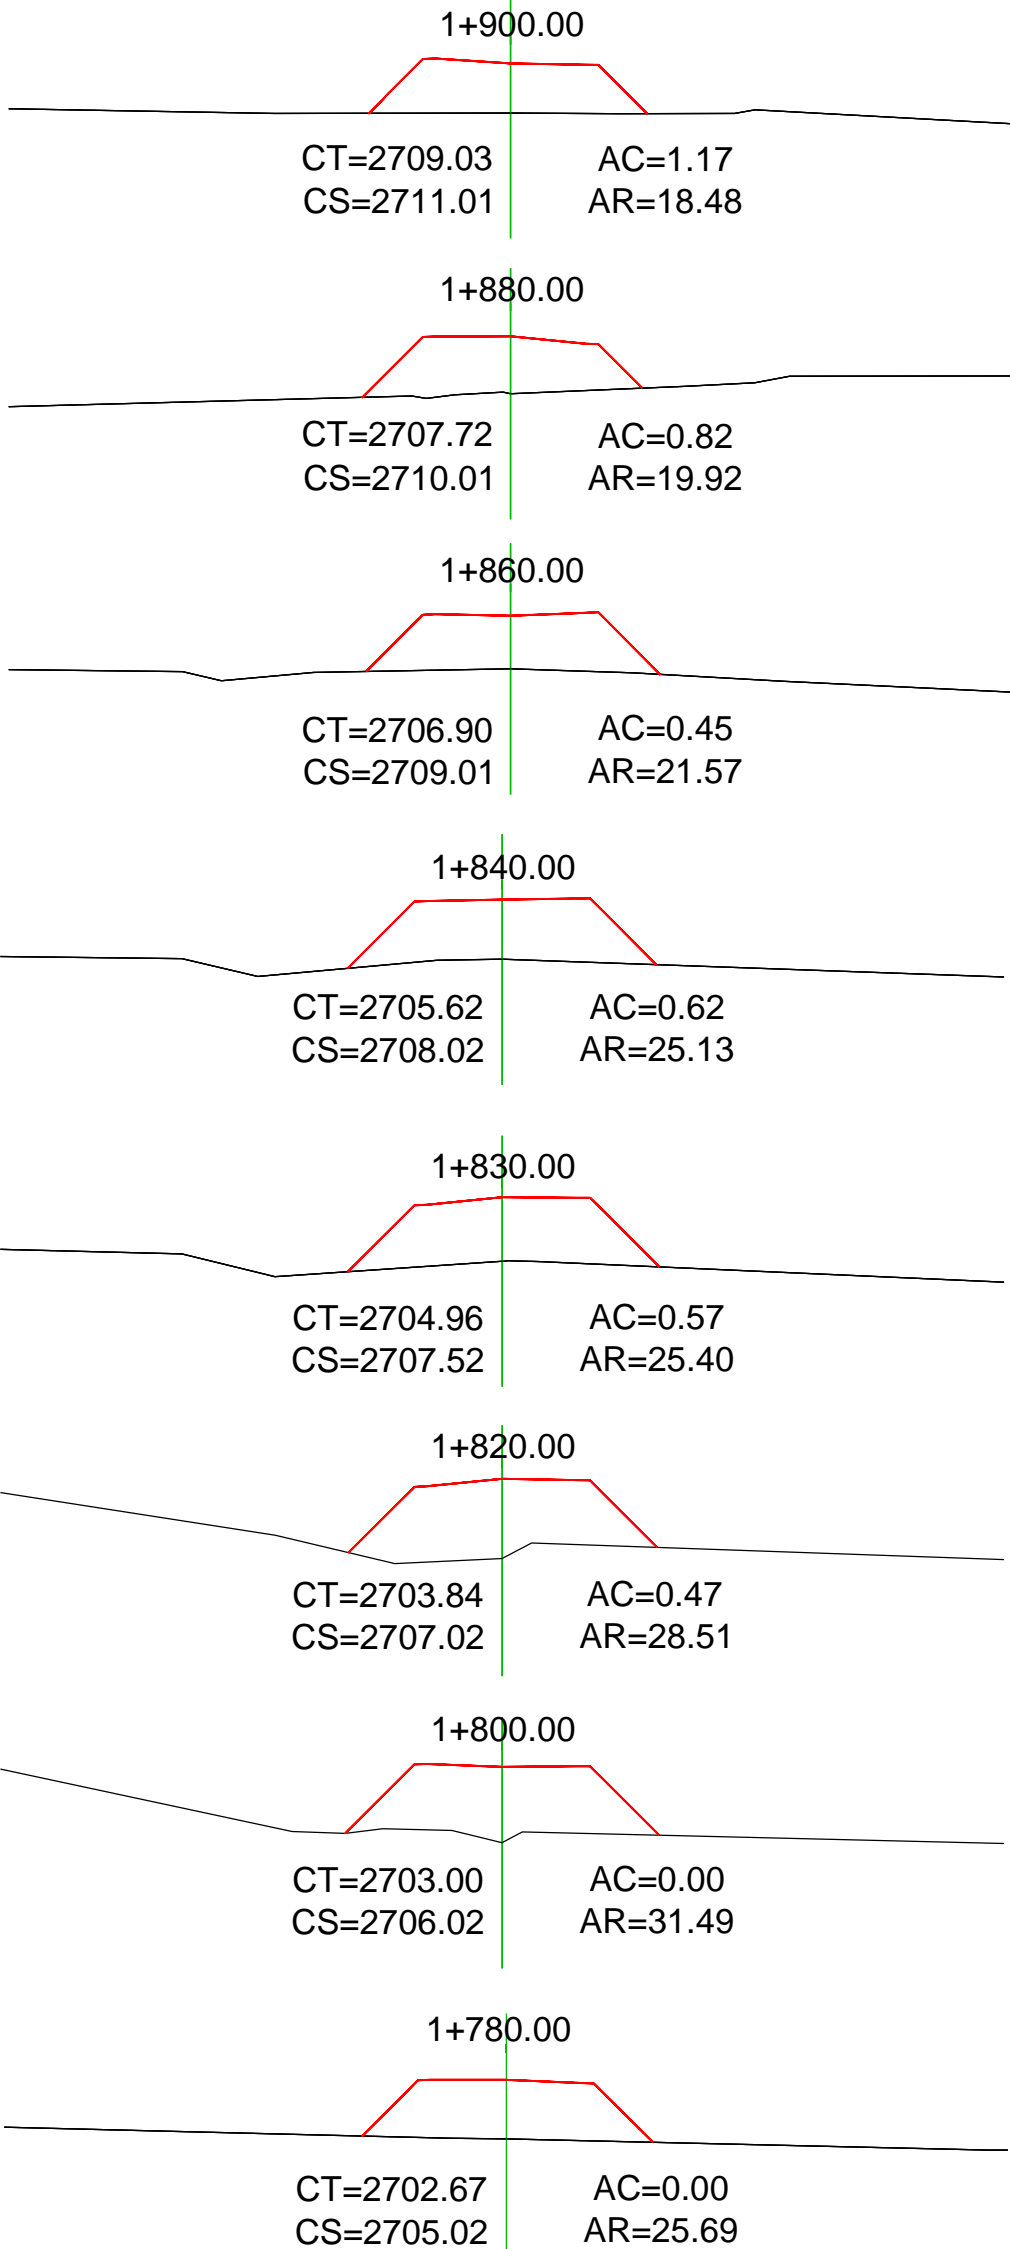 1+900.00
CT=2709.03 AC=1.17
CS=2711.01 AR=18.48
1+880.00
CT=2707.72 AC=0.82
CS=2710.01 AR=19.92
1+860.00
CT=2706.90 AC=0.45
CS=2709.01 AR=21.57
1+840.00
CT=2705.62 AC=0.62
CS=2708.02 AR=25.13
1+830.00
CT=2704.96 AC=0.57
CS=2707.52 AR=25.40
1+820.00
CT=2703.84 AC=0.47
CS=2707.02 AR=28.51
1+800.00
CT=2703.00 AC=0.00
CS=2706.02 AR=31.49
1+780.00
CT=2702.67 AC=0.00
CS=2705.02 AR=25.69